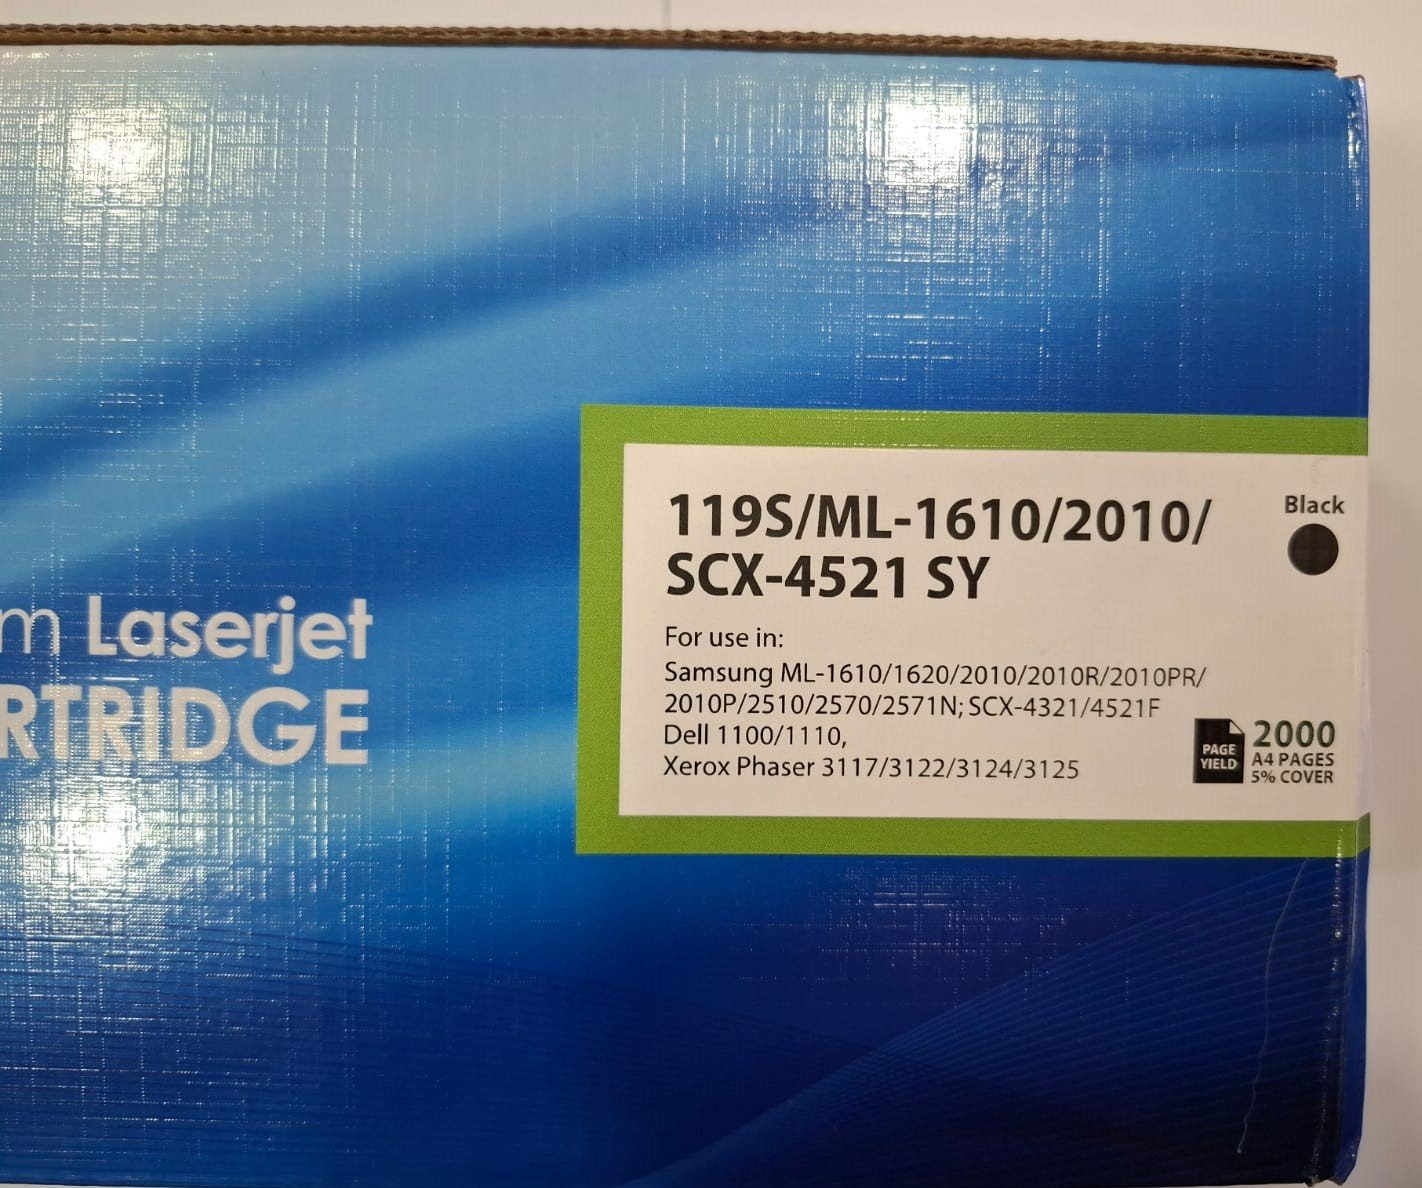 m Laserjet
RTRIDGE
119S/ML-1610/2010/
SCX-4521 SY
Black
For use in:
Samsung ML-1610/1620/2010/2010R/2010PR/
2010P/2510/2570/2571N; SCX-4321/4521F
Dell 1100/1110,
Xerox Phaser 3117/3122/3124/3125
PAGE
YIELD
2000
A4 PAGES
5% COVER